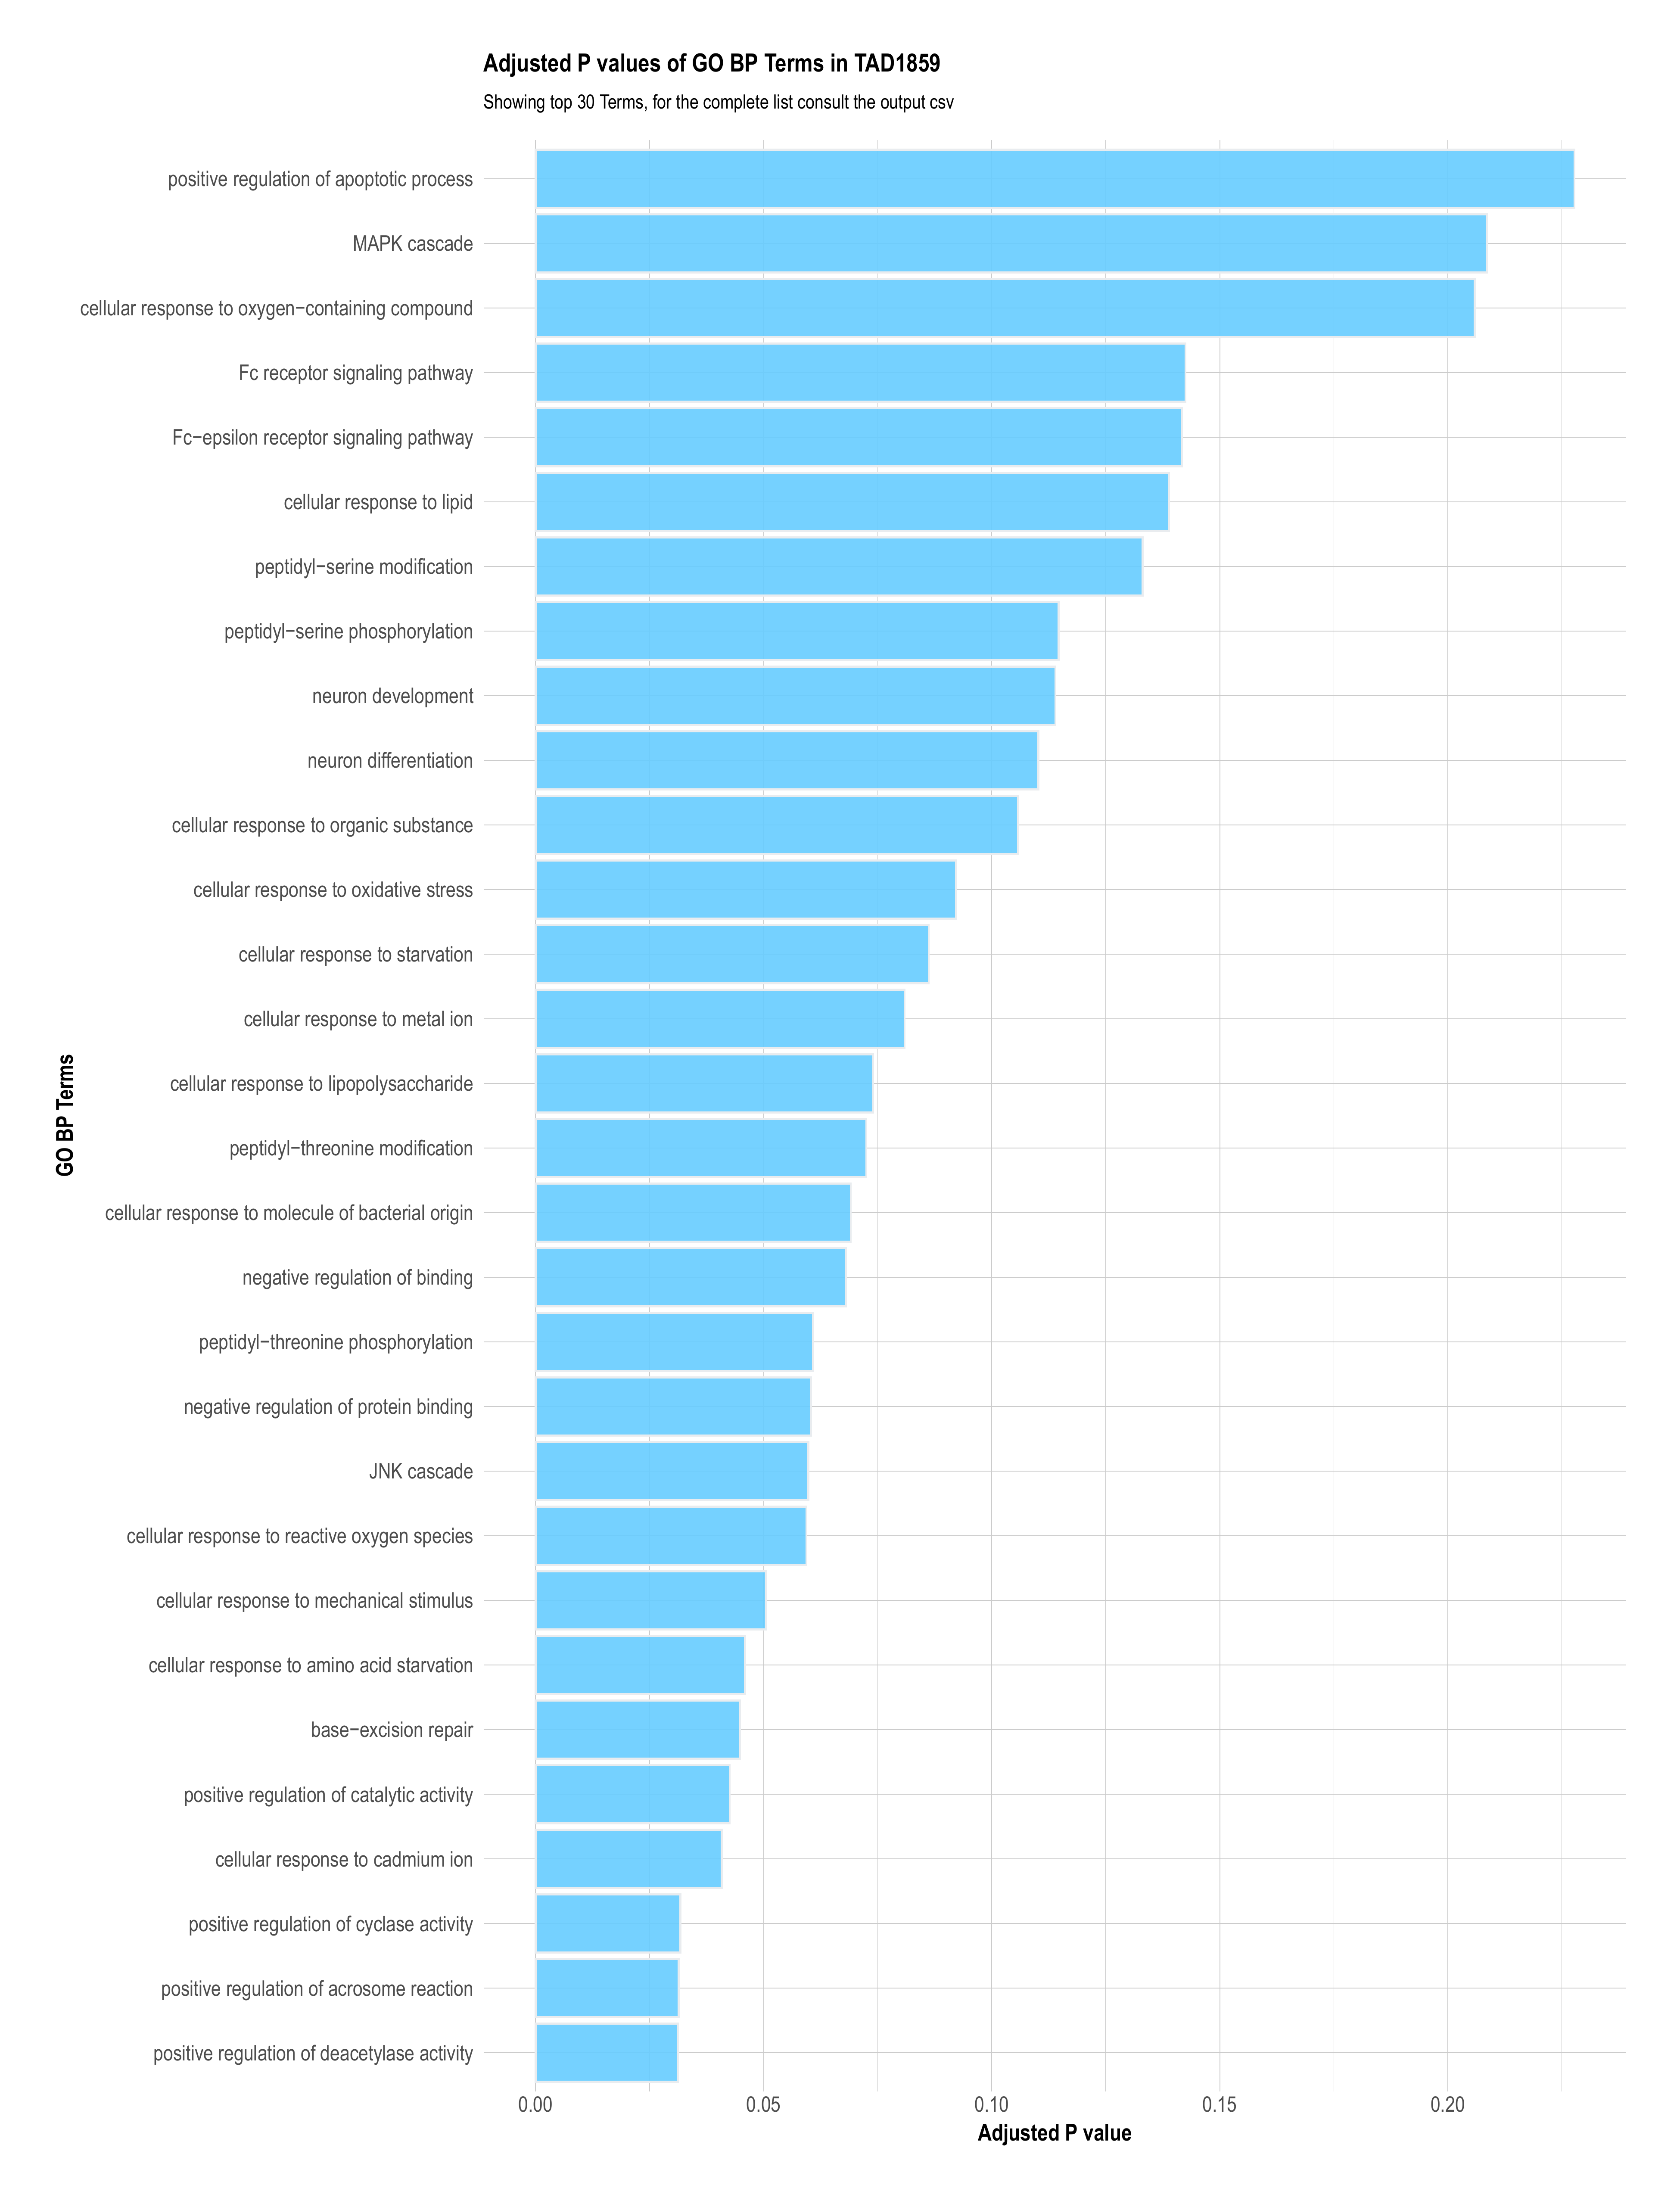 Adjusted P values of GO BP Terms in TAD1859
Showing top 30 Terms, for the complete list consult the output csv
positive regulation of apoptotic process
MAPK cascade
cellular response to oxygen−containing compound
Fc receptor signaling pathway
Fc−epsilon receptor signaling pathway
cellular response to lipid
peptidyl−serine modification
peptidyl−serine phosphorylation
neuron development
neuron differentiation
cellular response to organic substance
cellular response to oxidative stress
cellular response to starvation
cellular response to metal ion
cellular response to lipopolysaccharide
peptidyl−threonine modification
cellular response to molecule of bacterial origin
negative regulation of binding
peptidyl−threonine phosphorylation
negative regulation of protein binding
JNK cascade
cellular response to reactive oxygen species
cellular response to mechanical stimulus
cellular response to amino acid starvation
base−excision repair
positive regulation of catalytic activity
cellular response to cadmium ion
positive regulation of cyclase activity
positive regulation of acrosome reaction
positive regulation of deacetylase activity
GO BP Terms
0.00 0.05 0.10 0.15 0.20
Adjusted P value